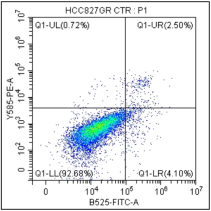 HCC827GR CTR : P1
Q1-UL(0.72%) Q1-UR(2.50%)
Y585-PE-A
10⁷
10⁶
10⁵
10⁴
10³
Q1-LL(92.68%) Q1-LR(4.10%)
10⁴ 10⁵ 10⁶ 10⁷
B525-FITC-A